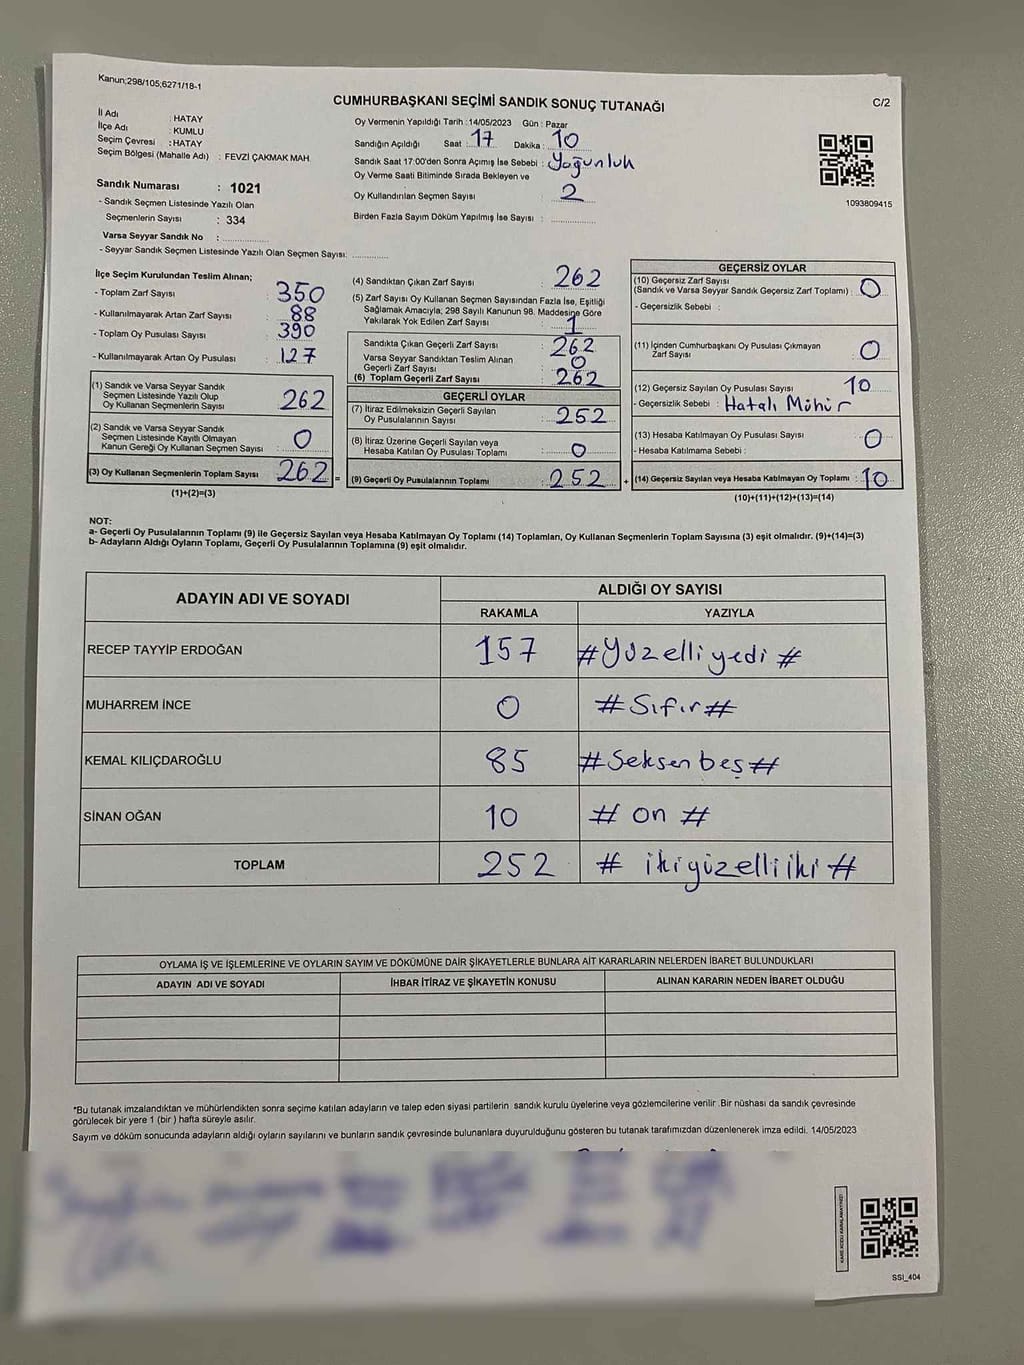 Kanun;298/105;6271/18-1
CUMHURBAŞKANI SEÇİMİ SANDIK SONUÇ TUTANAĞI
C/2
İl Adı : HATAY
İlçe Adı : KUMLU
Seçim Çevresi : HATAY
Seçim Bölgesi (Mahalle Adı) : FEVZİ ÇAKMAK MAH.
Sandık Numarası : 1021
- Sandık Seçmen Listesinde Yazılı Olan
Seçmenlerin Sayısı : 334
Varsa Seyyar Sandık No :
- Seyyar Sandık Seçmen Listesinde Yazılı Olan Seçmen Sayısı:
Oy Vermenin Yapıldığı Tarih :14/05/2023 Gün : Pazar
Sandığın Açıldığı Saat : 17 Dakika : 10
Sandık Saat 17:00'den Sonra Açımış İse Sebebi : Yoğunluk
Oy Verme Saati Bitiminde Sırada Bekleyen ve
Oy Kullandırılan Seçmen Sayısı : 2
Birden Fazla Sayım Döküm Yapılmış İse Sayısı :
1093809415
İlçe Seçim Kurulundan Teslim Alınan;
- Toplam Zarf Sayısı : 350
- Kullanılmayarak Artan Zarf Sayısı : 88
- Toplam Oy Pusulası Sayısı : 390
- Kullanılmayarak Artan Oy Pusulası : 127
(1) Sandık ve Varsa Seyyar Sandık
Seçmen Listesinde Yazılı Olup
Oy Kullanan Seçmenlerin Sayısı : 262
(2) Sandık ve Varsa Seyyar Sandık
Seçmen Listesinde Kayıtlı Olmayan
Kanun Gereği Oy Kullanan Seçmen Sayısı : 0
(3) Oy Kullanan Seçmenlerin Toplam Sayısı : 262 =
(1)+(2)=(3)
(4) Sandıktan Çıkan Zarf Sayısı : 262
(5) Zarf Sayısı Oy Kullanan Seçmen Sayısından Fazla İse, Eşitliği
Sağlamak Amacıyla; 298 Sayılı Kanunun 98. Maddesine Göre
Yakılarak Yok Edilen Zarf Sayısı : 1
Sandıkta Çıkan Geçerli Zarf Sayısı : 262
Varsa Seyyar Sandıktan Teslim Alınan
Geçerli Zarf Sayısı : 0
(6) Toplam Geçerli Zarf Sayısı : 262
GEÇERLİ OYLAR
(7) İtiraz Edilmeksizin Geçerli Sayılan
Oy Pusulalarının Sayısı : 252
(8) İtiraz Üzerine Geçerli Sayılan veya
Hesaba Katılan Oy Pusulası Toplamı : 0
(9) Geçerli Oy Pusulalarının Toplamı : 252 +
GEÇERSİZ OYLAR
(10) Geçersiz Zarf Sayısı
(Sandık ve Varsa Seyyar Sandık Geçersiz Zarf Toplamı) : 0
- Geçersizlik Sebebi :
(11) İçinden Cumhurbaşkanı Oy Pusulası Çıkmayan
Zarf Sayısı : 0
(12) Geçersiz Sayılan Oy Pusulası Sayısı : 10
- Geçersizlik Sebebi : Hatalı Mühür
(13) Hesaba Katılmayan Oy Pusulası Sayısı : 0
- Hesaba Katılmama Sebebi :
(14) Geçersiz Sayılan veya Hesaba Katılmayan Oy Toplamı : 10
(10)+(11)+(12)+(13)=(14)
NOT:
a- Geçerli Oy Pusulalarının Toplamı (9) ile Geçersiz Sayılan veya Hesaba Katılmayan Oy Toplamı (14) Toplamları, Oy Kullanan Seçmenlerin Toplam Sayısına (3) eşit olmalıdır. (9)+(14)=(3)
b- Adayların Aldığı Oyların Toplamı, Geçerli Oy Pusulalarının Toplamına (9) eşit olmalıdır.
ADAYIN ADI VE SOYADI
ALDIĞI OY SAYISI
RAKAMLA YAZIYLA
RECEP TAYYİP ERDOĞAN 157 #Yüzelliyedi #
MUHARREM İNCE 0 #Sıfır#
KEMAL KILIÇDAROĞLU 85 #Seksenbeş#
SİNAN OĞAN 10 # On #
TOPLAM 252 # ikiyüzelliiki #
OYLAMA İŞ VE İŞLEMLERİNE VE OYLARIN SAYIM VE DÖKÜMÜNE DAİR ŞİKAYETLERLE BUNLARA AİT KARARLARIN NELERDEN İBARET BULUNDUKLARI
ADAYIN ADI VE SOYADI İHBAR İTİRAZ VE ŞİKAYETİN KONUSU ALINAN KARARIN NEDEN İBARET OLDUĞU
*Bu tutanak imzalandıktan ve mühürlendikten sonra seçime katılan adayların ve talep eden siyasi partilerin sandık kurulu üyelerine veya gözlemcilerine verilir .Bir nüshası da sandık çevresinde
görülecek bir yere 1 (bir ) hafta süreyle asılır.
Sayım ve döküm sonucunda adayların aldığı oyların sayılarını ve bunların sandık çevresinde bulunanlara duyurulduğunu gösteren bu tutanak tarafımızdan düzenlenerek imza edildi. 14/05/2023
SSI_404